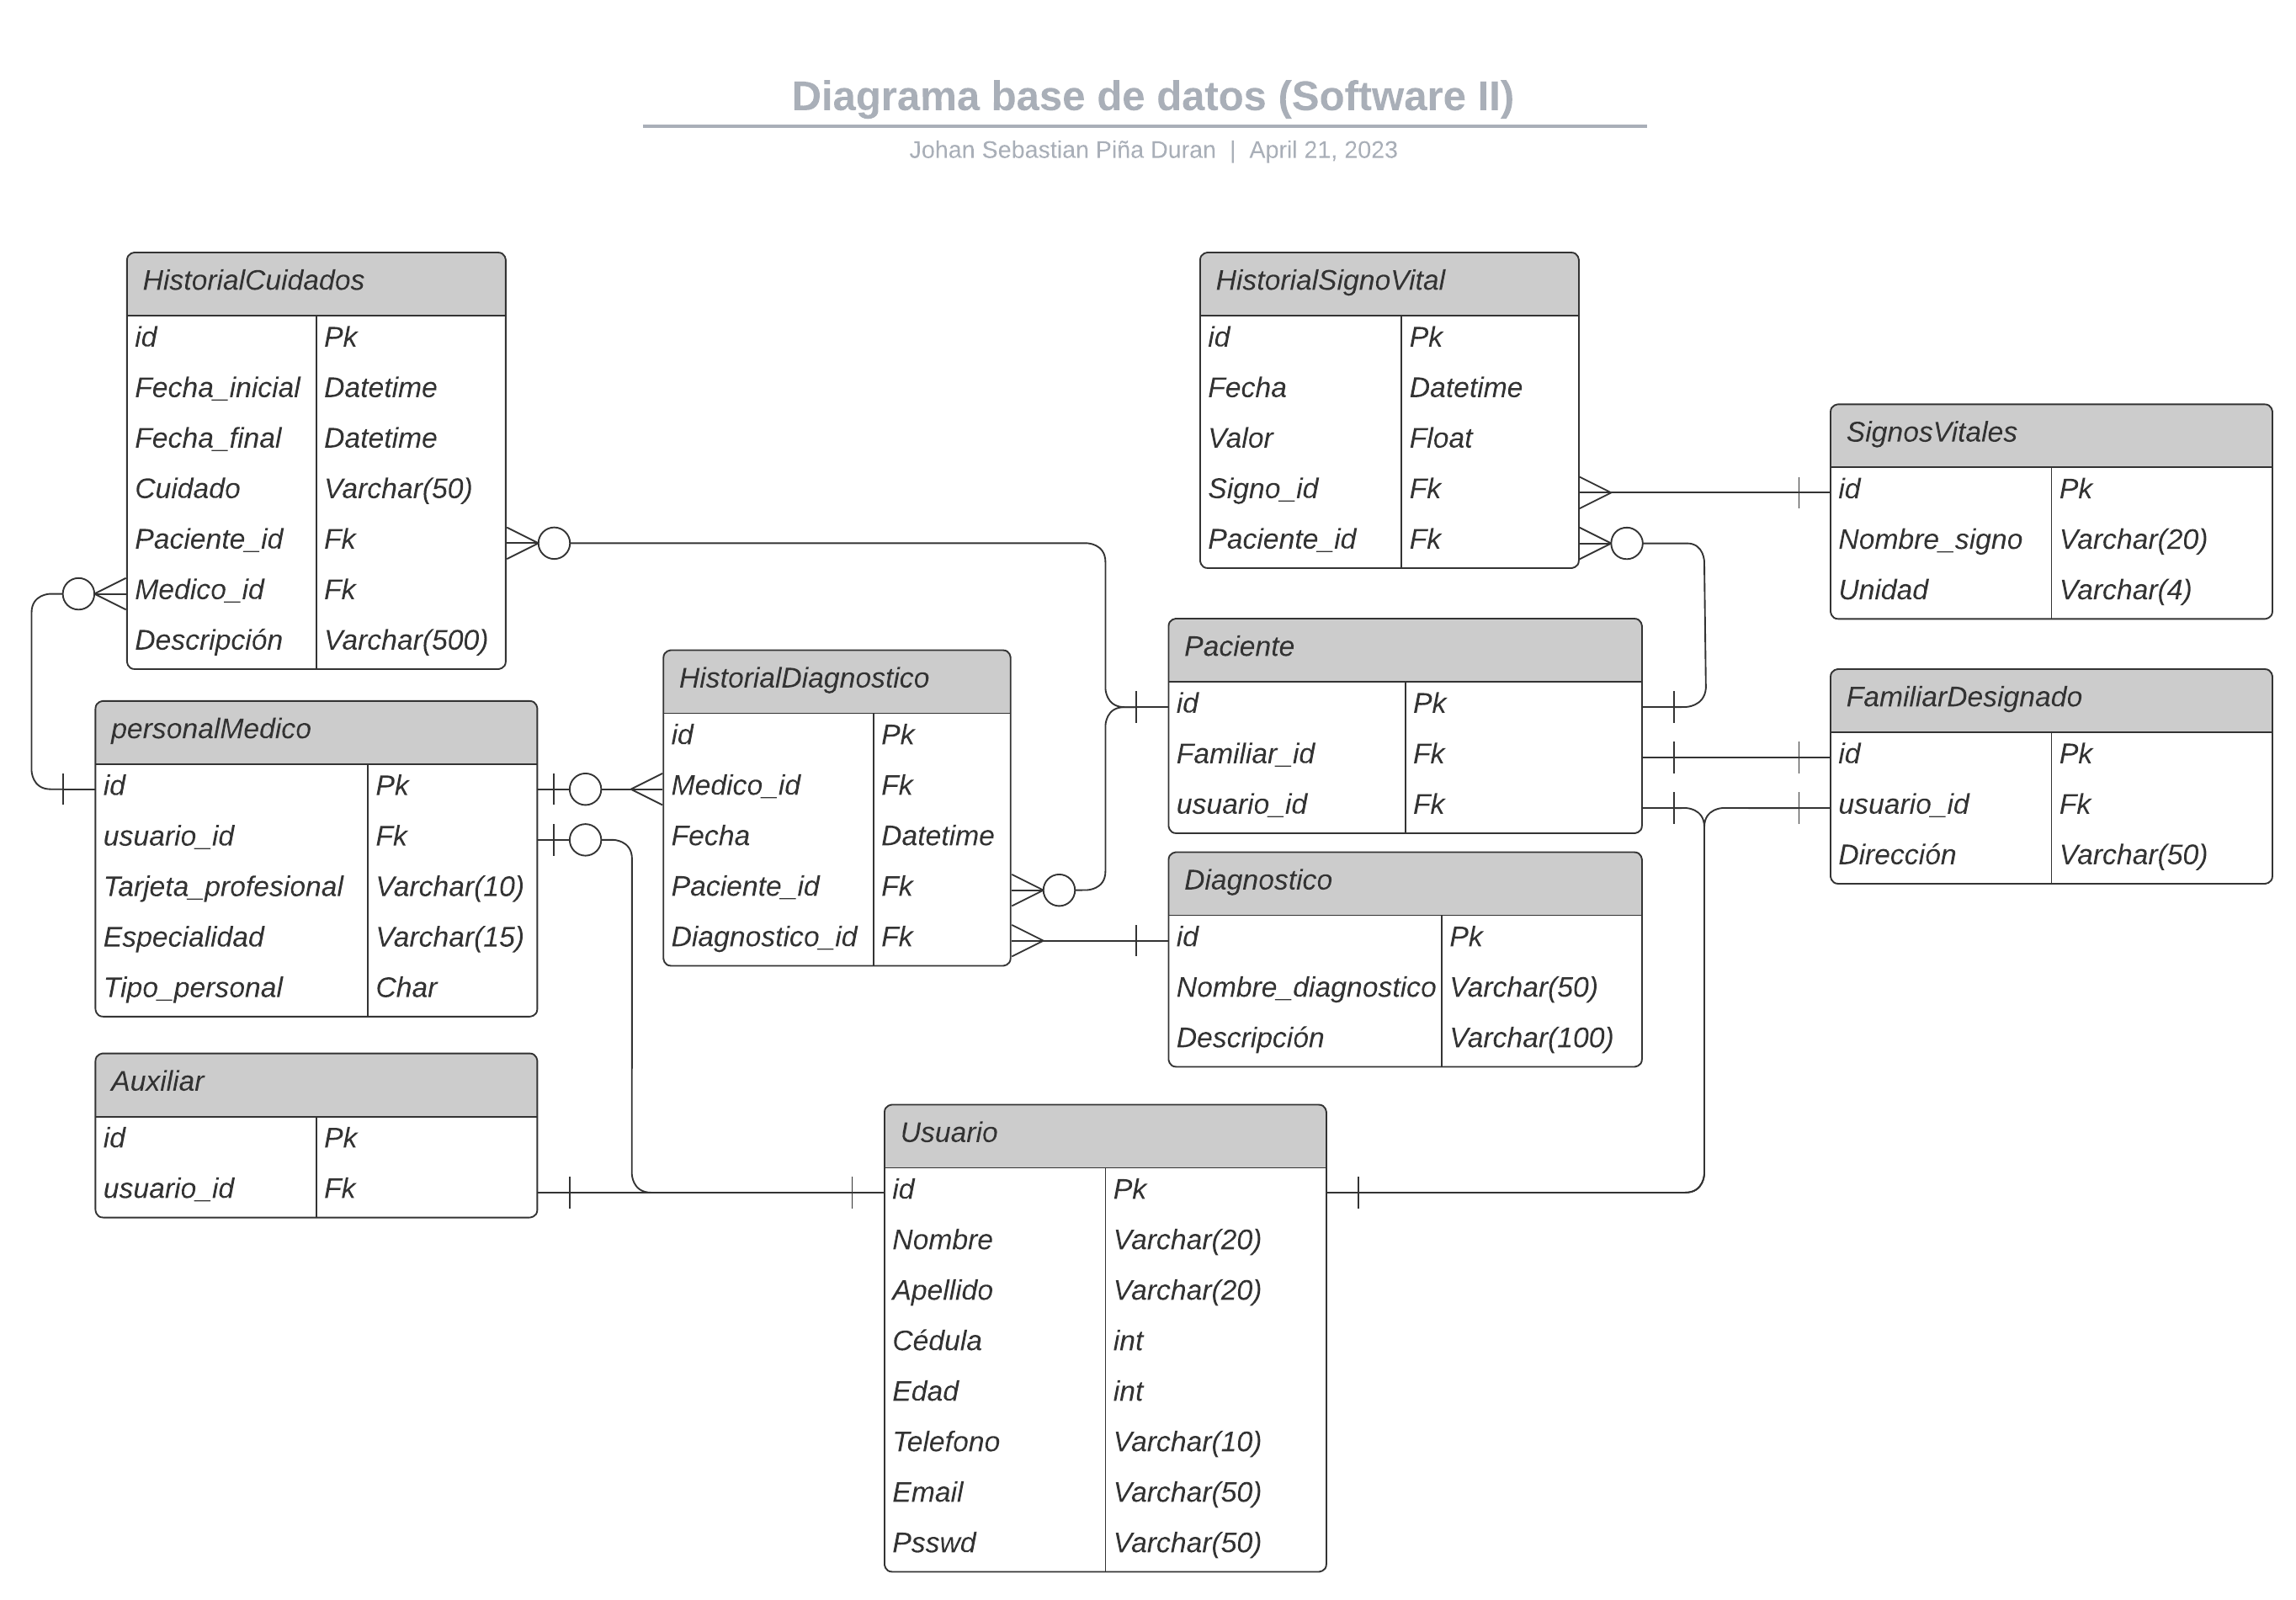 Diagrama base de datos (Software II)
Johan Sebastian Piña Duran | April 21, 2023
HistorialCuidados
id Pk
Fecha_inicial Datetime
Fecha_final Datetime
Cuidado Varchar(50)
Paciente_id Fk
Medico_id Fk
Descripción Varchar(500)
HistorialSignoVital
id Pk
Fecha Datetime
Valor Float
Signo_id Fk
Paciente_id Fk
SignosVitales
id Pk
Nombre_signo Varchar(20)
Unidad Varchar(4)
personalMedico
id Pk
usuario_id Fk
Tarjeta_profesional Varchar(10)
Especialidad Varchar(15)
Tipo_personal Char
HistorialDiagnostico
id Pk
Medico_id Fk
Fecha Datetime
Paciente_id Fk
Diagnostico_id Fk
Paciente
id Pk
Familiar_id Fk
usuario_id Fk
FamiliarDesignado
id Pk
usuario_id Fk
Dirección Varchar(50)
Diagnostico
id Pk
Nombre_diagnostico Varchar(50)
Descripción Varchar(100)
Auxiliar
id Pk
usuario_id Fk
Usuario
id Pk
Nombre Varchar(20)
Apellido Varchar(20)
Cédula int
Edad int
Telefono Varchar(10)
Email Varchar(50)
Psswd Varchar(50)